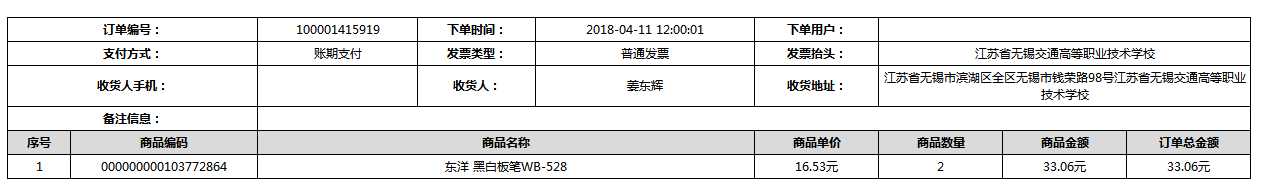 订单编号： 100001415919 下单时间： 2018-04-11 12:00:01 下单用户：
支付方式： 账期支付 发票类型： 普通发票 发票抬头： 江苏省无锡交通高等职业技术学校
收货人手机： 收货人： 姜东辉 收货地址： 江苏省无锡市滨湖区全区无锡市钱荣路98号江苏省无锡交通高等职业
技术学校
备注信息：
序号 商品编码 商品名称 商品单价 商品数量 商品金额 订单总金额
1 000000000103772864 东洋 黑白板笔WB-528 16.53元 2 33.06元 33.06元